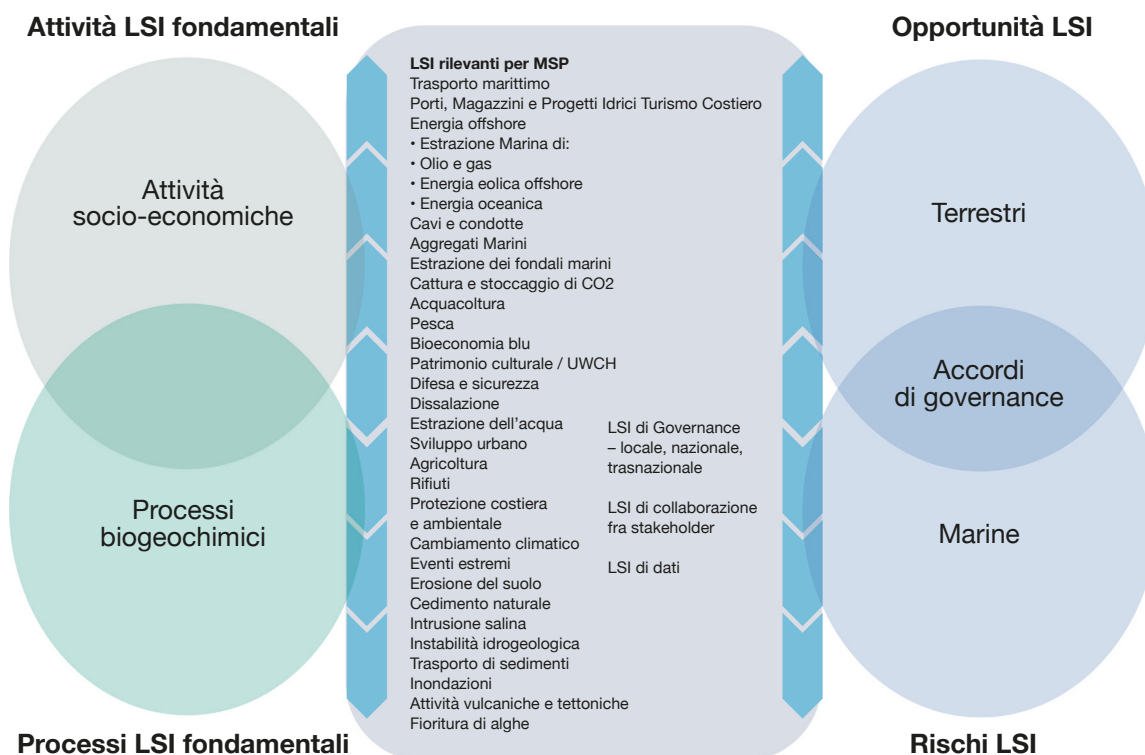 Attività LSI fondamentali
Attività
socio-economiche
Processi
biogeochimici
Processi LSI fondamentali
LSI rilevanti per MSP
Trasporto marittimo
Porti, Magazzini e Progetti Idrici Turismo Costiero
Energia offshore
• Estrazione Marina di:
• Olio e gas
• Energia eolica offshore
• Energia oceanica
Cavi e condotte
Aggregati Marini
Estrazione dei fondali marini
Cattura e stoccaggio di CO2
Acquacoltura
Pesca
Bioeconomia blu
Patrimonio culturale / UWCH
Difesa e sicurezza
Dissalazione
Estrazione dell'acqua
Sviluppo urbano
Agricoltura
Rifiuti
Protezione costiera
e ambientale
Cambiamento climatico
Eventi estremi
Erosione del suolo
Cedimento naturale
Intrusione salina
Instabilità idrogeologica
Trasporto di sedimenti
Inondazioni
Attività vulcaniche e tettoniche
Fioritura di alghe
LSI di Governance
– locale, nazionale,
trasnazionale
LSI di collaborazione
fra stakeholder
LSI di dati
Opportunità LSI
Terrestri
Accordi
di governance
Marine
Rischi LSI